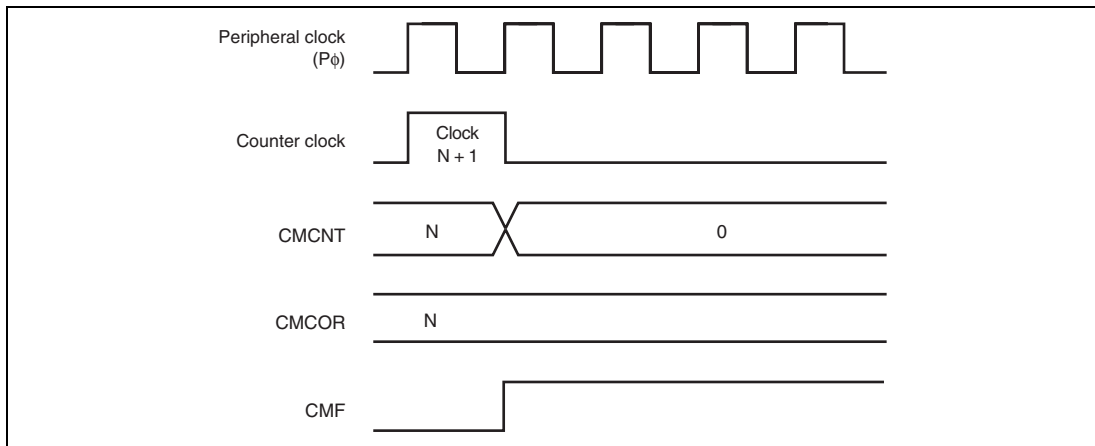 Peripheral clock
(Pφ)
Counter clock
Clock
N + 1
CMCNT
N
0
CMCOR
N
CMF